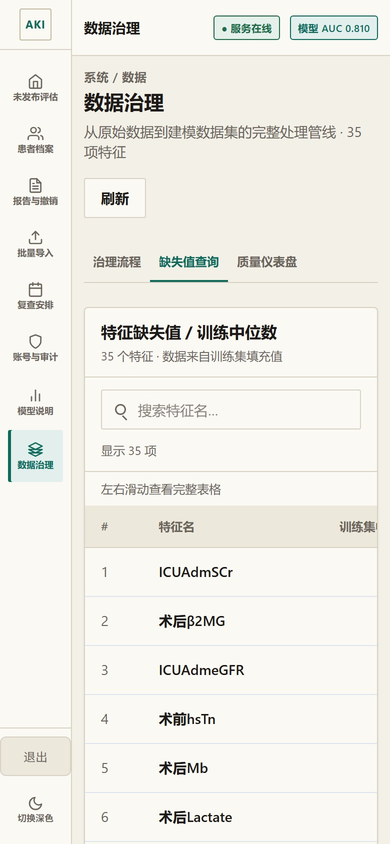 AKI
数据治理
● 服务在线
模型 AUC 0.810
未发布评估
患者档案
报告与撤销
批量导入
复查安排
账号与审计
模型说明
数据治理
退出
切换深色
系统 / 数据
数据治理
从原始数据到建模数据集的完整处理管线 · 35
项特征
刷新
治理流程
缺失值查询
质量仪表盘
特征缺失值 / 训练中位数
35 个特征 · 数据来自训练集填充值
搜索特征名...
显示 35 项
左右滑动查看完整表格
# 特征名 训练集
1 ICUAdmSCr
2 术后β2MG
3 ICUAdmeGFR
4 术前hsTn
5 术后Mb
6 术后Lactate